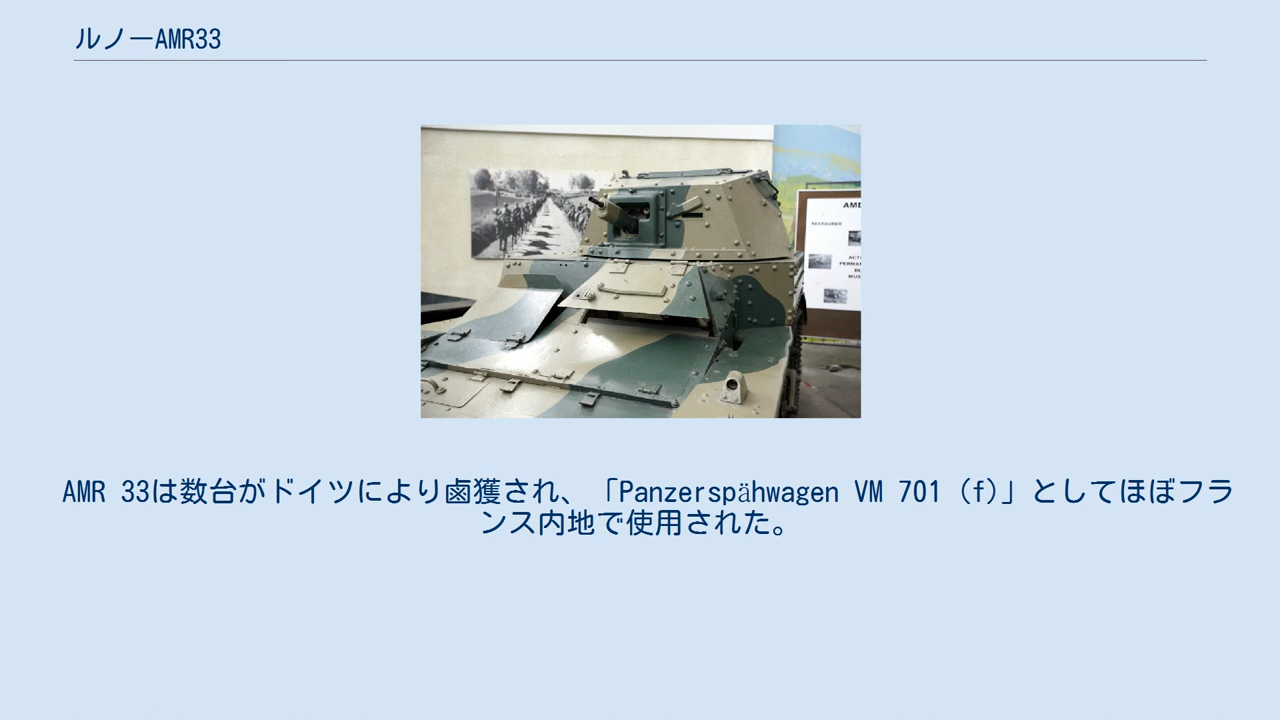 ルノーAMR33
AMD
RESTAURER
AMR 33は数台がドイツにより鹵獲され、「Panzerspähwagen VM 701 (f)」としてほぼフラ
ンス内地で使用された。